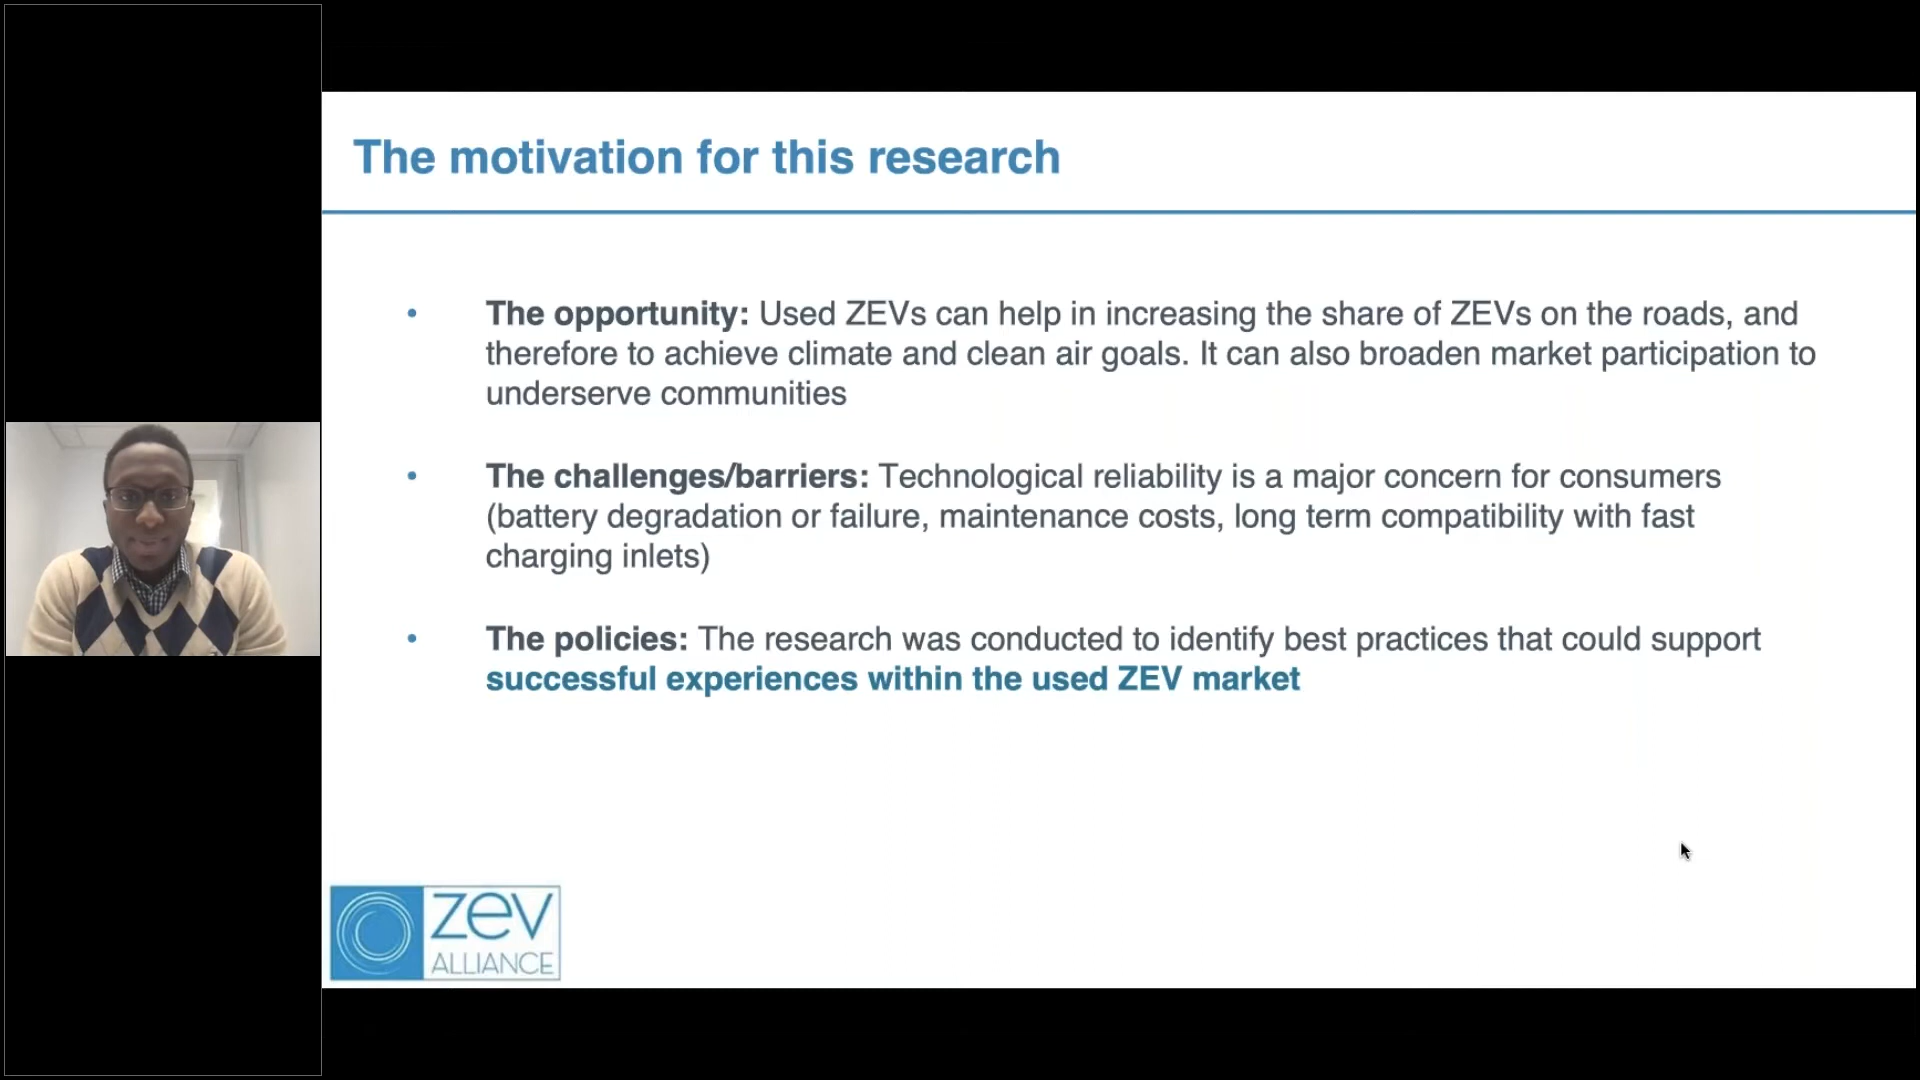 The motivation for this research
• The opportunity: Used ZEVs can help in increasing the share of ZEVs on the roads, and
therefore to achieve climate and clean air goals. It can also broaden market participation to
underserve communities
• The challenges/barriers: Technological reliability is a major concern for consumers
(battery degradation or failure, maintenance costs, long term compatibility with fast
charging inlets)
• The policies: The research was conducted to identify best practices that could support
successful experiences within the used ZEV market
zev
ALLIANCE